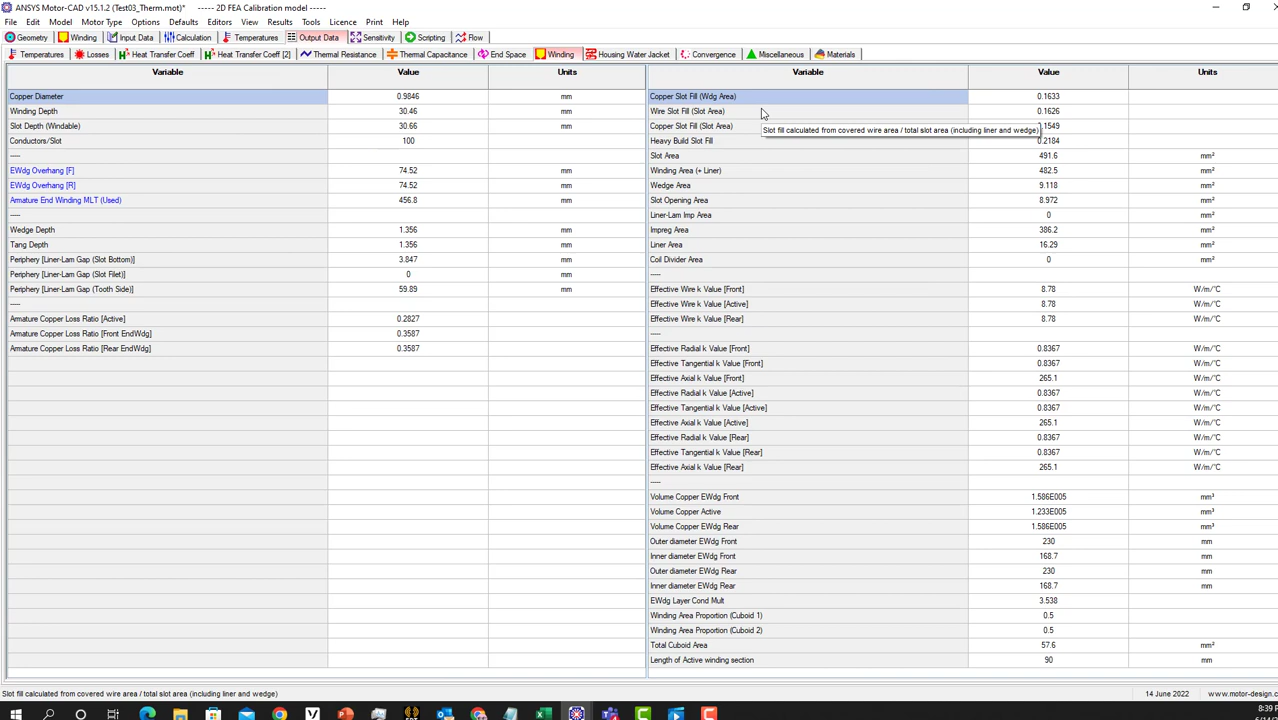 ANSYS Motor-CAD v15.1.2 (Test03_Therm.mot)* ----- 2D FEA Calibration model -----
File Edit Model Motor Type Options Defaults Editors View Results Tools Licence Print Help
Geometry Winding Input Data Calculation Temperatures Output Data Sensitivity Scripting Flow
Temperatures Losses Heat Transfer Coeff Heat Transfer Coeff [2] Thermal Resistance Thermal Capacitance End Space Winding Housing Water Jacket Convergence Miscellaneous Materials
Variable Value Units
Copper Diameter 0.9846 mm
Winding Depth 30.46 mm
Slot Depth (Windable) 30.66 mm
Conductors/Slot 100
----
EWdg Overhang [F] 74.52 mm
EWdg Overhang [R] 74.52 mm
Armature End Winding MLT (Used) 456.8 mm
----
Wedge Depth 1.356 mm
Tang Depth 1.356 mm
Periphery [Liner-Lam Gap (Slot Bottom)] 3.847 mm
Periphery [Liner-Lam Gap (Slot Fillet)] 0 mm
Periphery [Liner-Lam Gap (Tooth Side)] 59.89 mm
----
Armature Copper Loss Ratio [Active] 0.2827
Armature Copper Loss Ratio [Front EndWdg] 0.3587
Armature Copper Loss Ratio [Rear EndWdg] 0.3587
Variable Value Units
Copper Slot Fill (Wdg Area) 0.1633
Wire Slot Fill (Slot Area) 0.1626
Copper Slot Fill (Slot Area) .1549
Slot fill calculated from covered wire area / total slot area (including liner and wedge)
Heavy Build Slot Fill 0.2184
Slot Area 491.6 mm²
Winding Area (+ Liner) 482.5 mm²
Wedge Area 9.118 mm²
Slot Opening Area 8.972 mm²
Liner-Lam Imp Area 0 mm²
Impreg Area 386.2 mm²
Liner Area 16.29 mm²
Coil Divider Area 0 mm²
----
Effective Wire k Value [Front] 8.78 W/m/°C
Effective Wire k Value [Active] 8.78 W/m/°C
Effective Wire k Value [Rear] 8.78 W/m/°C
----
Effective Radial k Value [Front] 0.8367 W/m/°C
Effective Tangential k Value [Front] 0.8367 W/m/°C
Effective Axial k Value [Front] 265.1 W/m/°C
Effective Radial k Value [Active] 0.8367 W/m/°C
Effective Tangential k Value [Active] 0.8367 W/m/°C
Effective Axial k Value [Active] 265.1 W/m/°C
Effective Radial k Value [Rear] 0.8367 W/m/°C
Effective Tangential k Value [Rear] 0.8367 W/m/°C
Effective Axial k Value [Rear] 265.1 W/m/°C
----
Volume Copper EWdg Front 1.586E005 mm³
Volume Copper Active 1.233E005 mm³
Volume Copper EWdg Rear 1.586E005 mm³
Outer diameter EWdg Front 230 mm
Inner diameter EWdg Front 168.7 mm
Outer diameter EWdg Rear 230 mm
Inner diameter EWdg Rear 168.7 mm
EWdg Layer Cond Mult 3.538
Winding Area Proportion (Cuboid 1) 0.5
Winding Area Proportion (Cuboid 2) 0.5
Total Cuboid Area 57.6 mm²
Length of Active winding section 90 mm
Slot fill calculated from covered wire area / total slot area (including liner and wedge) 14 June 2022 www.motor-design.c
8:39